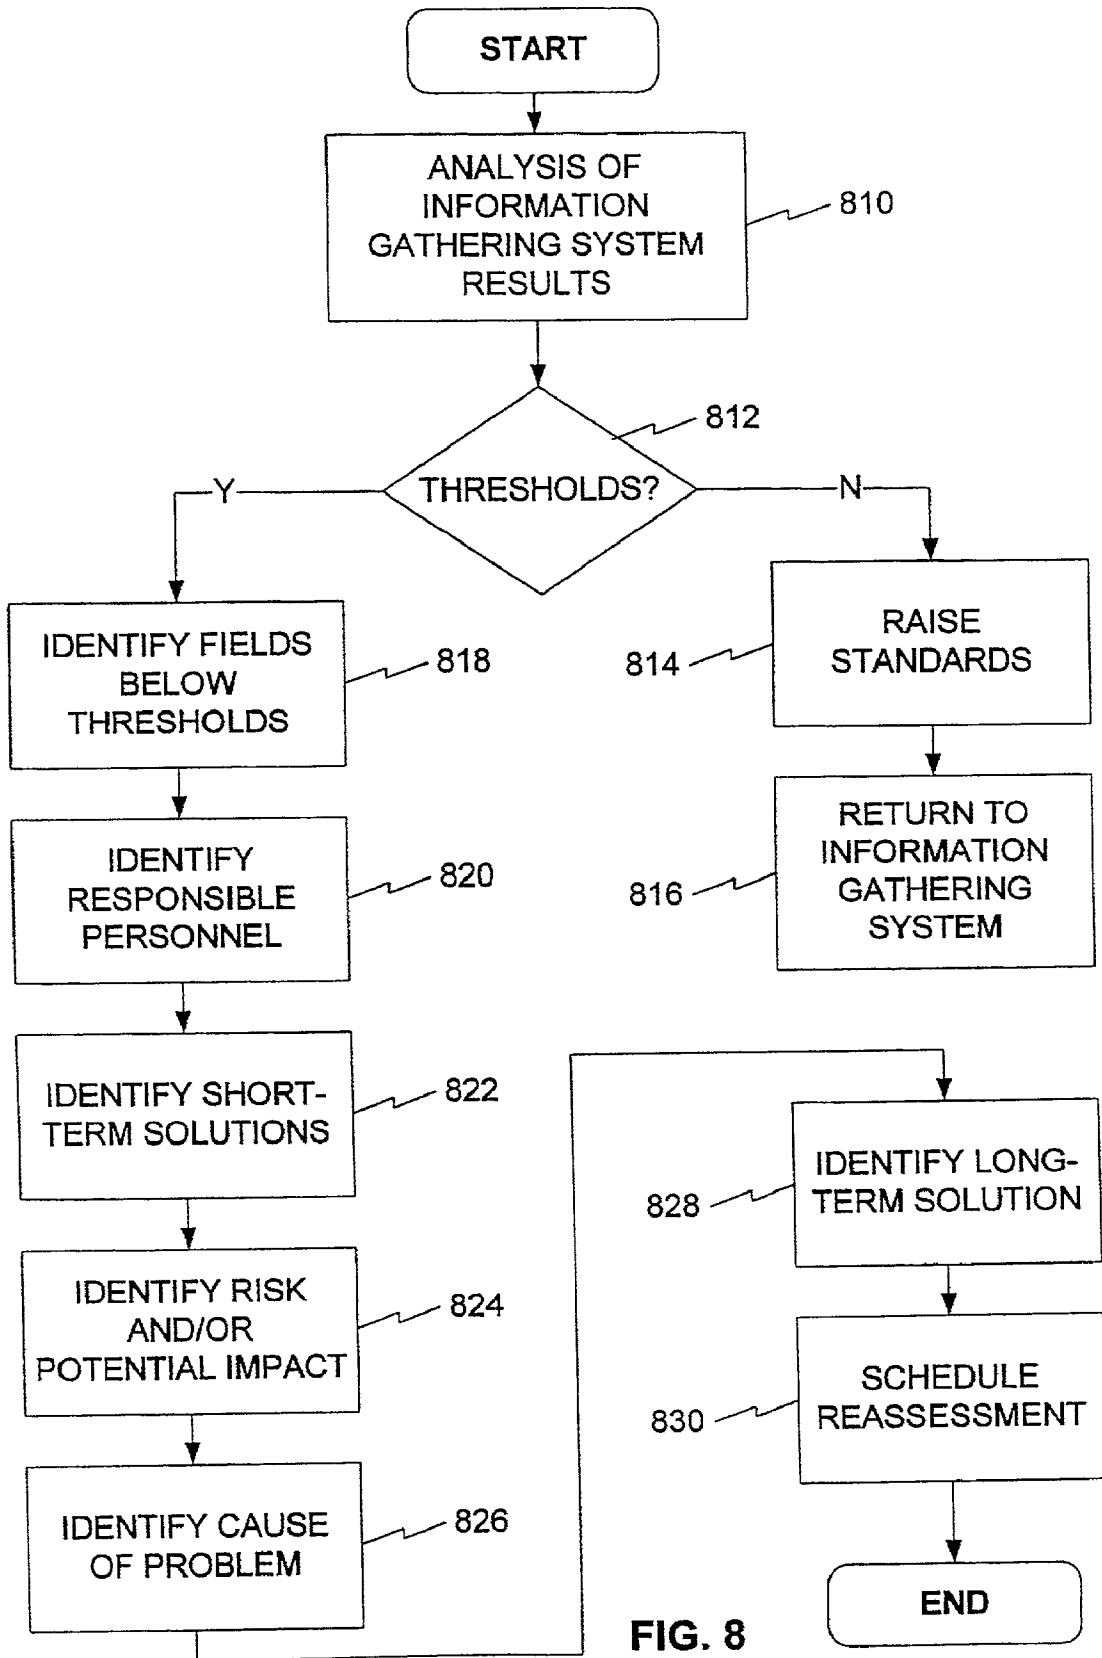 START
ANALYSIS OF
INFORMATION
GATHERING SYSTEM
RESULTS
810
812
THRESHOLDS?
Y
N
IDENTIFY FIELDS
BELOW
THRESHOLDS
818
RAISE
STANDARDS
814
IDENTIFY
RESPONSIBLE
PERSONNEL
820
RETURN TO
INFORMATION
GATHERING
SYSTEM
816
IDENTIFY SHORT-
TERM SOLUTIONS
822
IDENTIFY RISK
AND/OR
POTENTIAL IMPACT
824
IDENTIFY CAUSE
OF PROBLEM
826
IDENTIFY LONG-
TERM SOLUTION
828
SCHEDULE
REASSESSMENT
830
END
FIG. 8